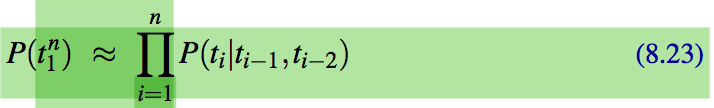 P(t_1^n) ≈ ∏_{i=1}^{n} P(t_i|t_{i−1}, t_{i−2}) (8.23)